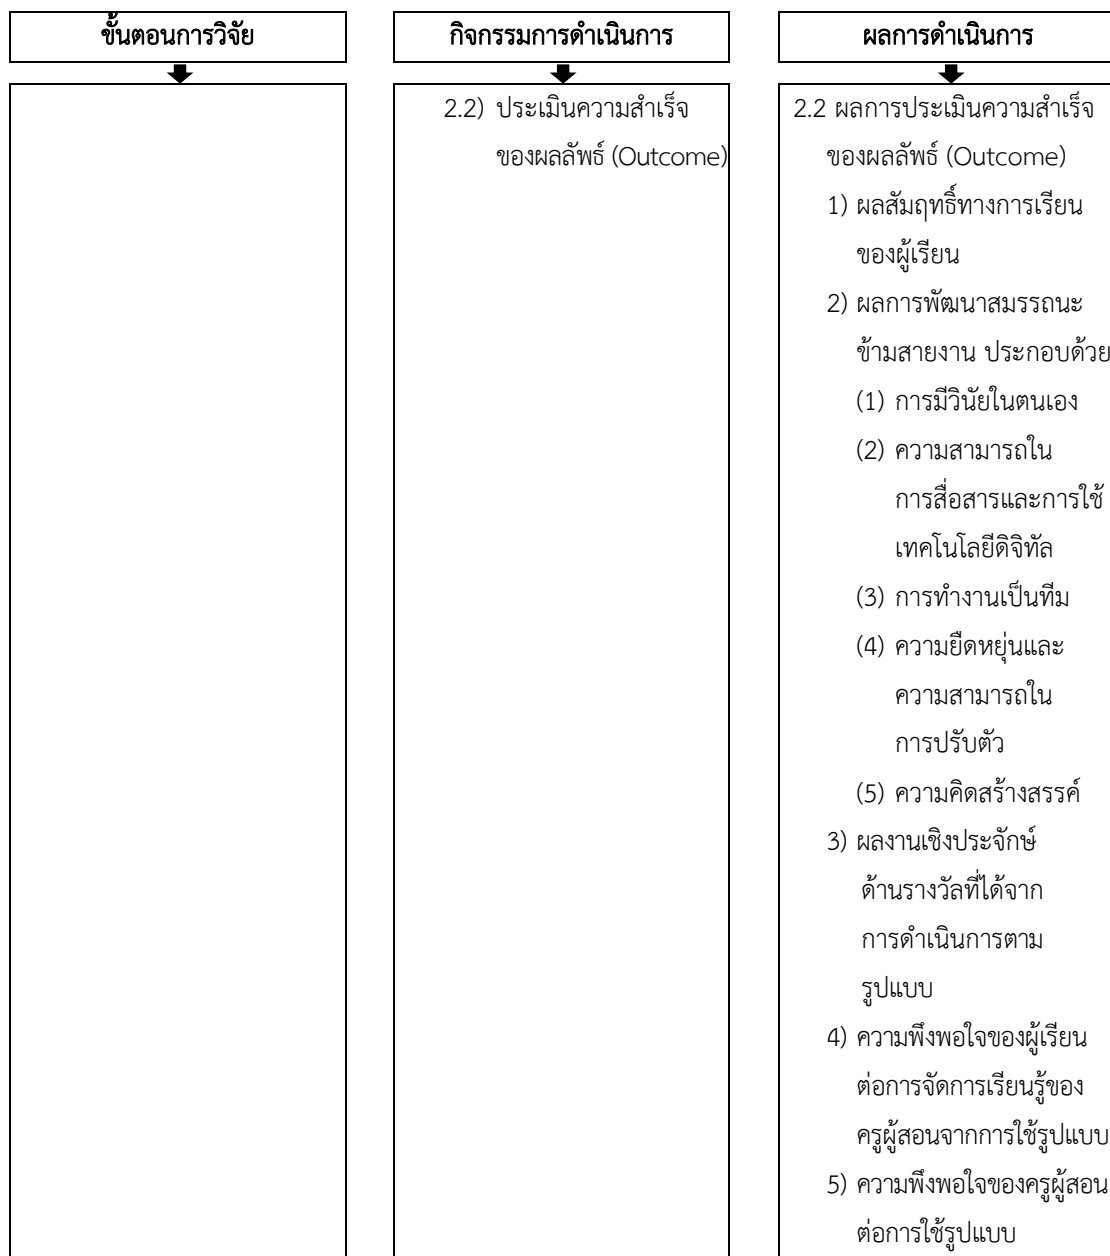 ขั้นตอนการวิจัย
กิจกรรมการดำเนินการ
ผลการดำเนินการ
2.2) ประเมินความสำเร็จ
ของผลลัพธ์ (Outcome)
2.2 ผลการประเมินความสำเร็จ
ของผลลัพธ์ (Outcome)
1) ผลสัมฤทธิ์ทางการเรียน
ของผู้เรียน
2) ผลการพัฒนาสมรรถนะ
ข้ามสายงาน ประกอบด้วย
(1) การมีวินัยในตนเอง
(2) ความสามารถใน
การสื่อสารและการใช้
เทคโนโลยีดิจิทัล
(3) การทำงานเป็นทีม
(4) ความยืดหยุ่นและ
ความสามารถใน
การปรับตัว
(5) ความคิดสร้างสรรค์
3) ผลงานเชิงประจักษ์
ด้านรางวัลที่ได้จาก
การดำเนินการตาม
รูปแบบ
4) ความพึงพอใจของผู้เรียน
ต่อการจัดการเรียนรู้ของ
ครูผู้สอนจากการใช้รูปแบบ
5) ความพึงพอใจของครูผู้สอน
ต่อการใช้รูปแบบ